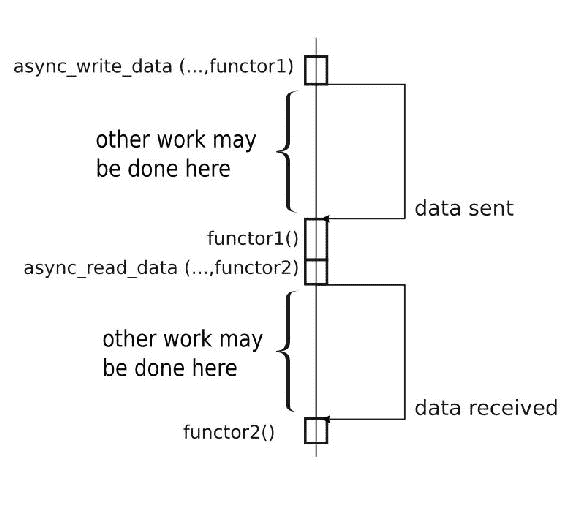 async_write_data (...,functor1)
other work may
be done here
data sent
functor1()
async_read_data (...,functor2)
other work may
be done here
data received
functor2()